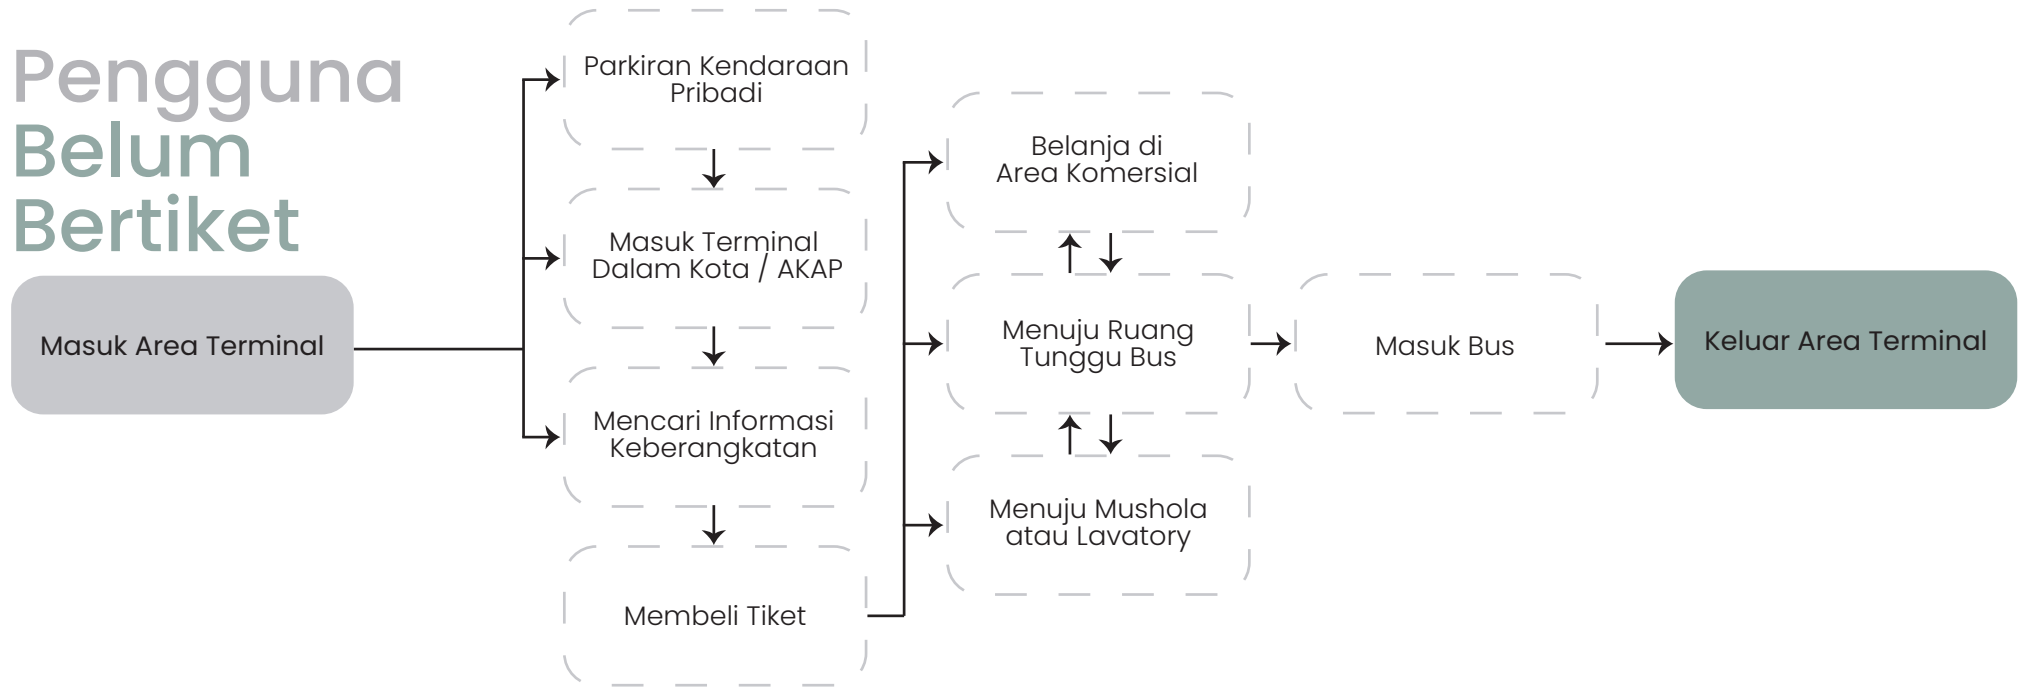 Pengguna
Belum
Bertiket
Masuk Area Terminal
Parkiran Kendaraan
Pribadi
Masuk Terminal
Dalam Kota / AKAP
Mencari Informasi
Keberangkatan
Membeli Tiket
Belanja di
Area Komersial
Menuju Ruang
Tunggu Bus
Menuju Mushola
atau Lavatory
Masuk Bus
Keluar Area Terminal